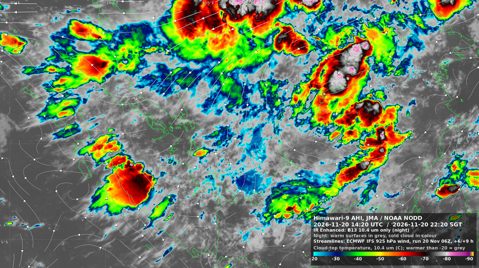 Himawari-9 AHI, JMA / NOAA NODD
2026-11-20 14:20 UTC / 2026-11-20 22:20 SGT
IR Enhanced: B13 10.4 um only (night)
Night: warm surfaces in grey, cold cloud in colour
Streamlines: ECMWF IFS 925 hPa wind, run 20 Nov 06Z, +6/+9 h
Cloud-top temperature, 10.4 um (C); warmer than -20 = grey
-20 -30 -40 -50 -60 -70 -80 -90